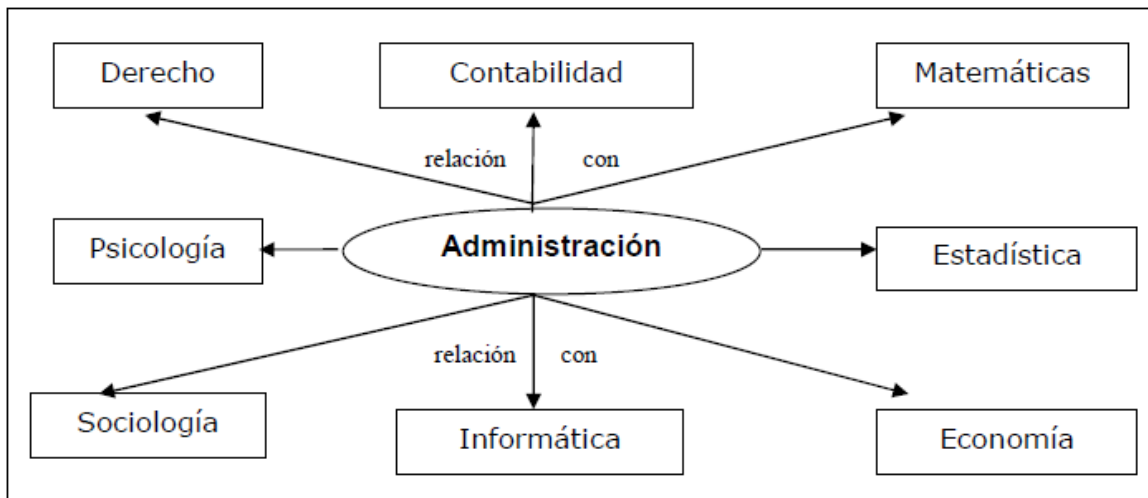 Derecho
Contabilidad
Matemáticas
relación con
Psicología
Administración
Estadística
relación con
Sociología
Informática
Economía